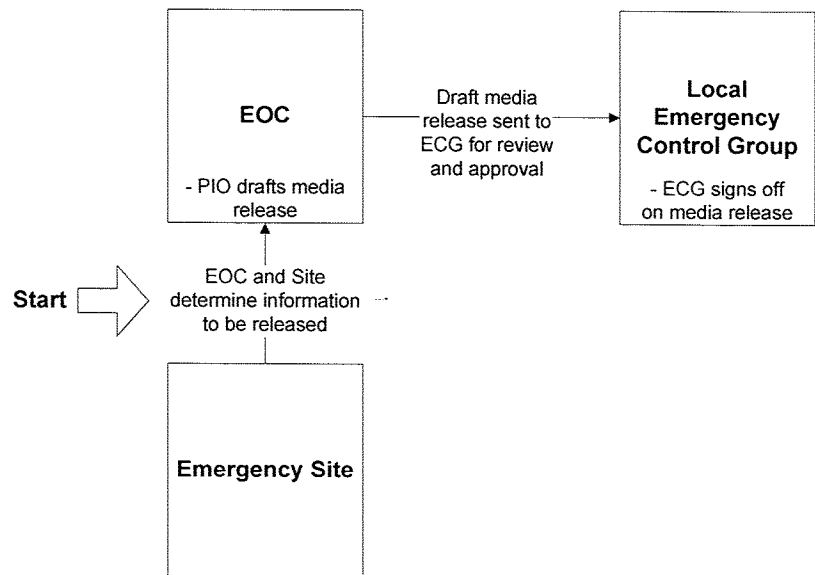 EOC
- PIO drafts media
release
Draft media
release sent to
ECG for review
and approval
Local
Emergency
Control Group
- ECG signs off
on media release
Start
EOC and Site
determine information
to be released
Emergency Site